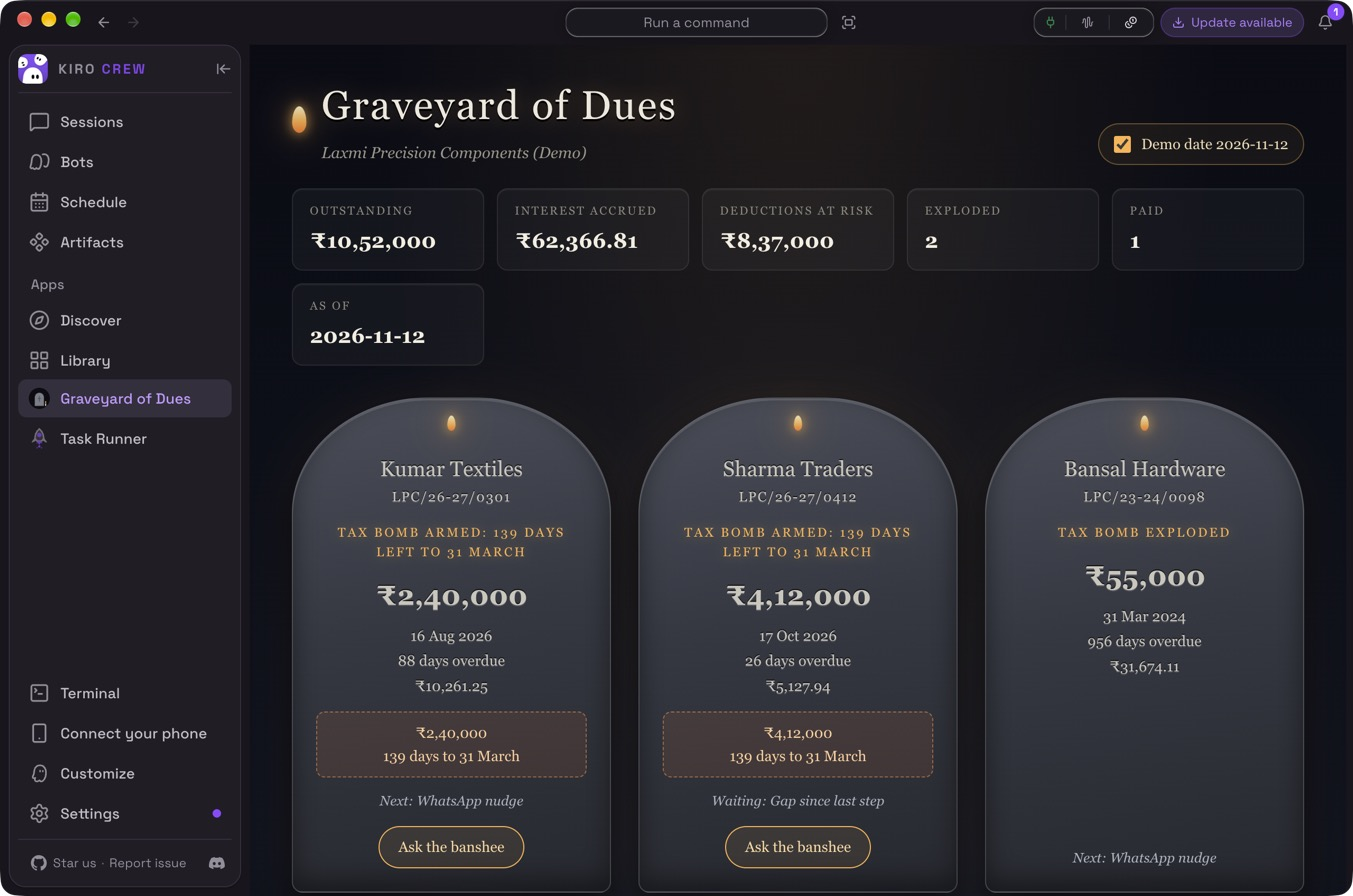 Run a command
Update available
1
KIRO CREW
Sessions
Bots
Schedule
Artifacts
Apps
Discover
Library
Graveyard of Dues
Task Runner
Terminal
Connect your phone
Customize
Settings
Star us · Report issue
Graveyard of Dues
Laxmi Precision Components (Demo)
Demo date 2026-11-12
OUTSTANDING
₹10,52,000
INTEREST ACCRUED
₹62,366.81
DEDUCTIONS AT RISK
₹8,37,000
EXPLODED
2
PAID
1
AS OF
2026-11-12
Kumar Textiles
LPC/26-27/0301
TAX BOMB ARMED: 139 DAYS
LEFT TO 31 MARCH
₹2,40,000
16 Aug 2026
88 days overdue
₹10,261.25
₹2,40,000
139 days to 31 March
Next: WhatsApp nudge
Ask the banshee
Sharma Traders
LPC/26-27/0412
TAX BOMB ARMED: 139 DAYS
LEFT TO 31 MARCH
₹4,12,000
17 Oct 2026
26 days overdue
₹5,127.94
₹4,12,000
139 days to 31 March
Waiting: Gap since last step
Ask the banshee
Bansal Hardware
LPC/23-24/0098
TAX BOMB EXPLODED
₹55,000
31 Mar 2024
956 days overdue
₹31,674.11
Next: WhatsApp nudge